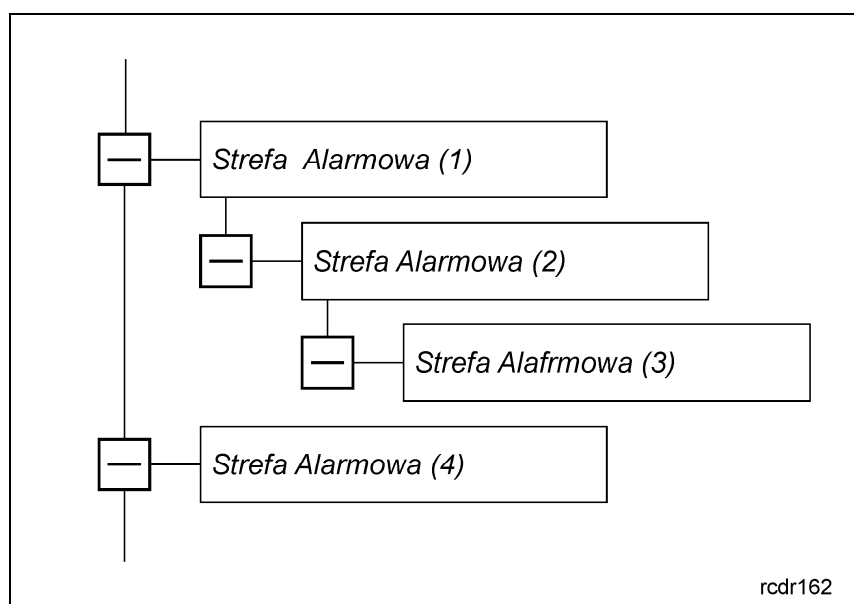 Strefa Alarmowa (1)
Strefa Alarmowa (2)
Strefa Alafrmowa (3)
Strefa Alarmowa (4)
rcdr162